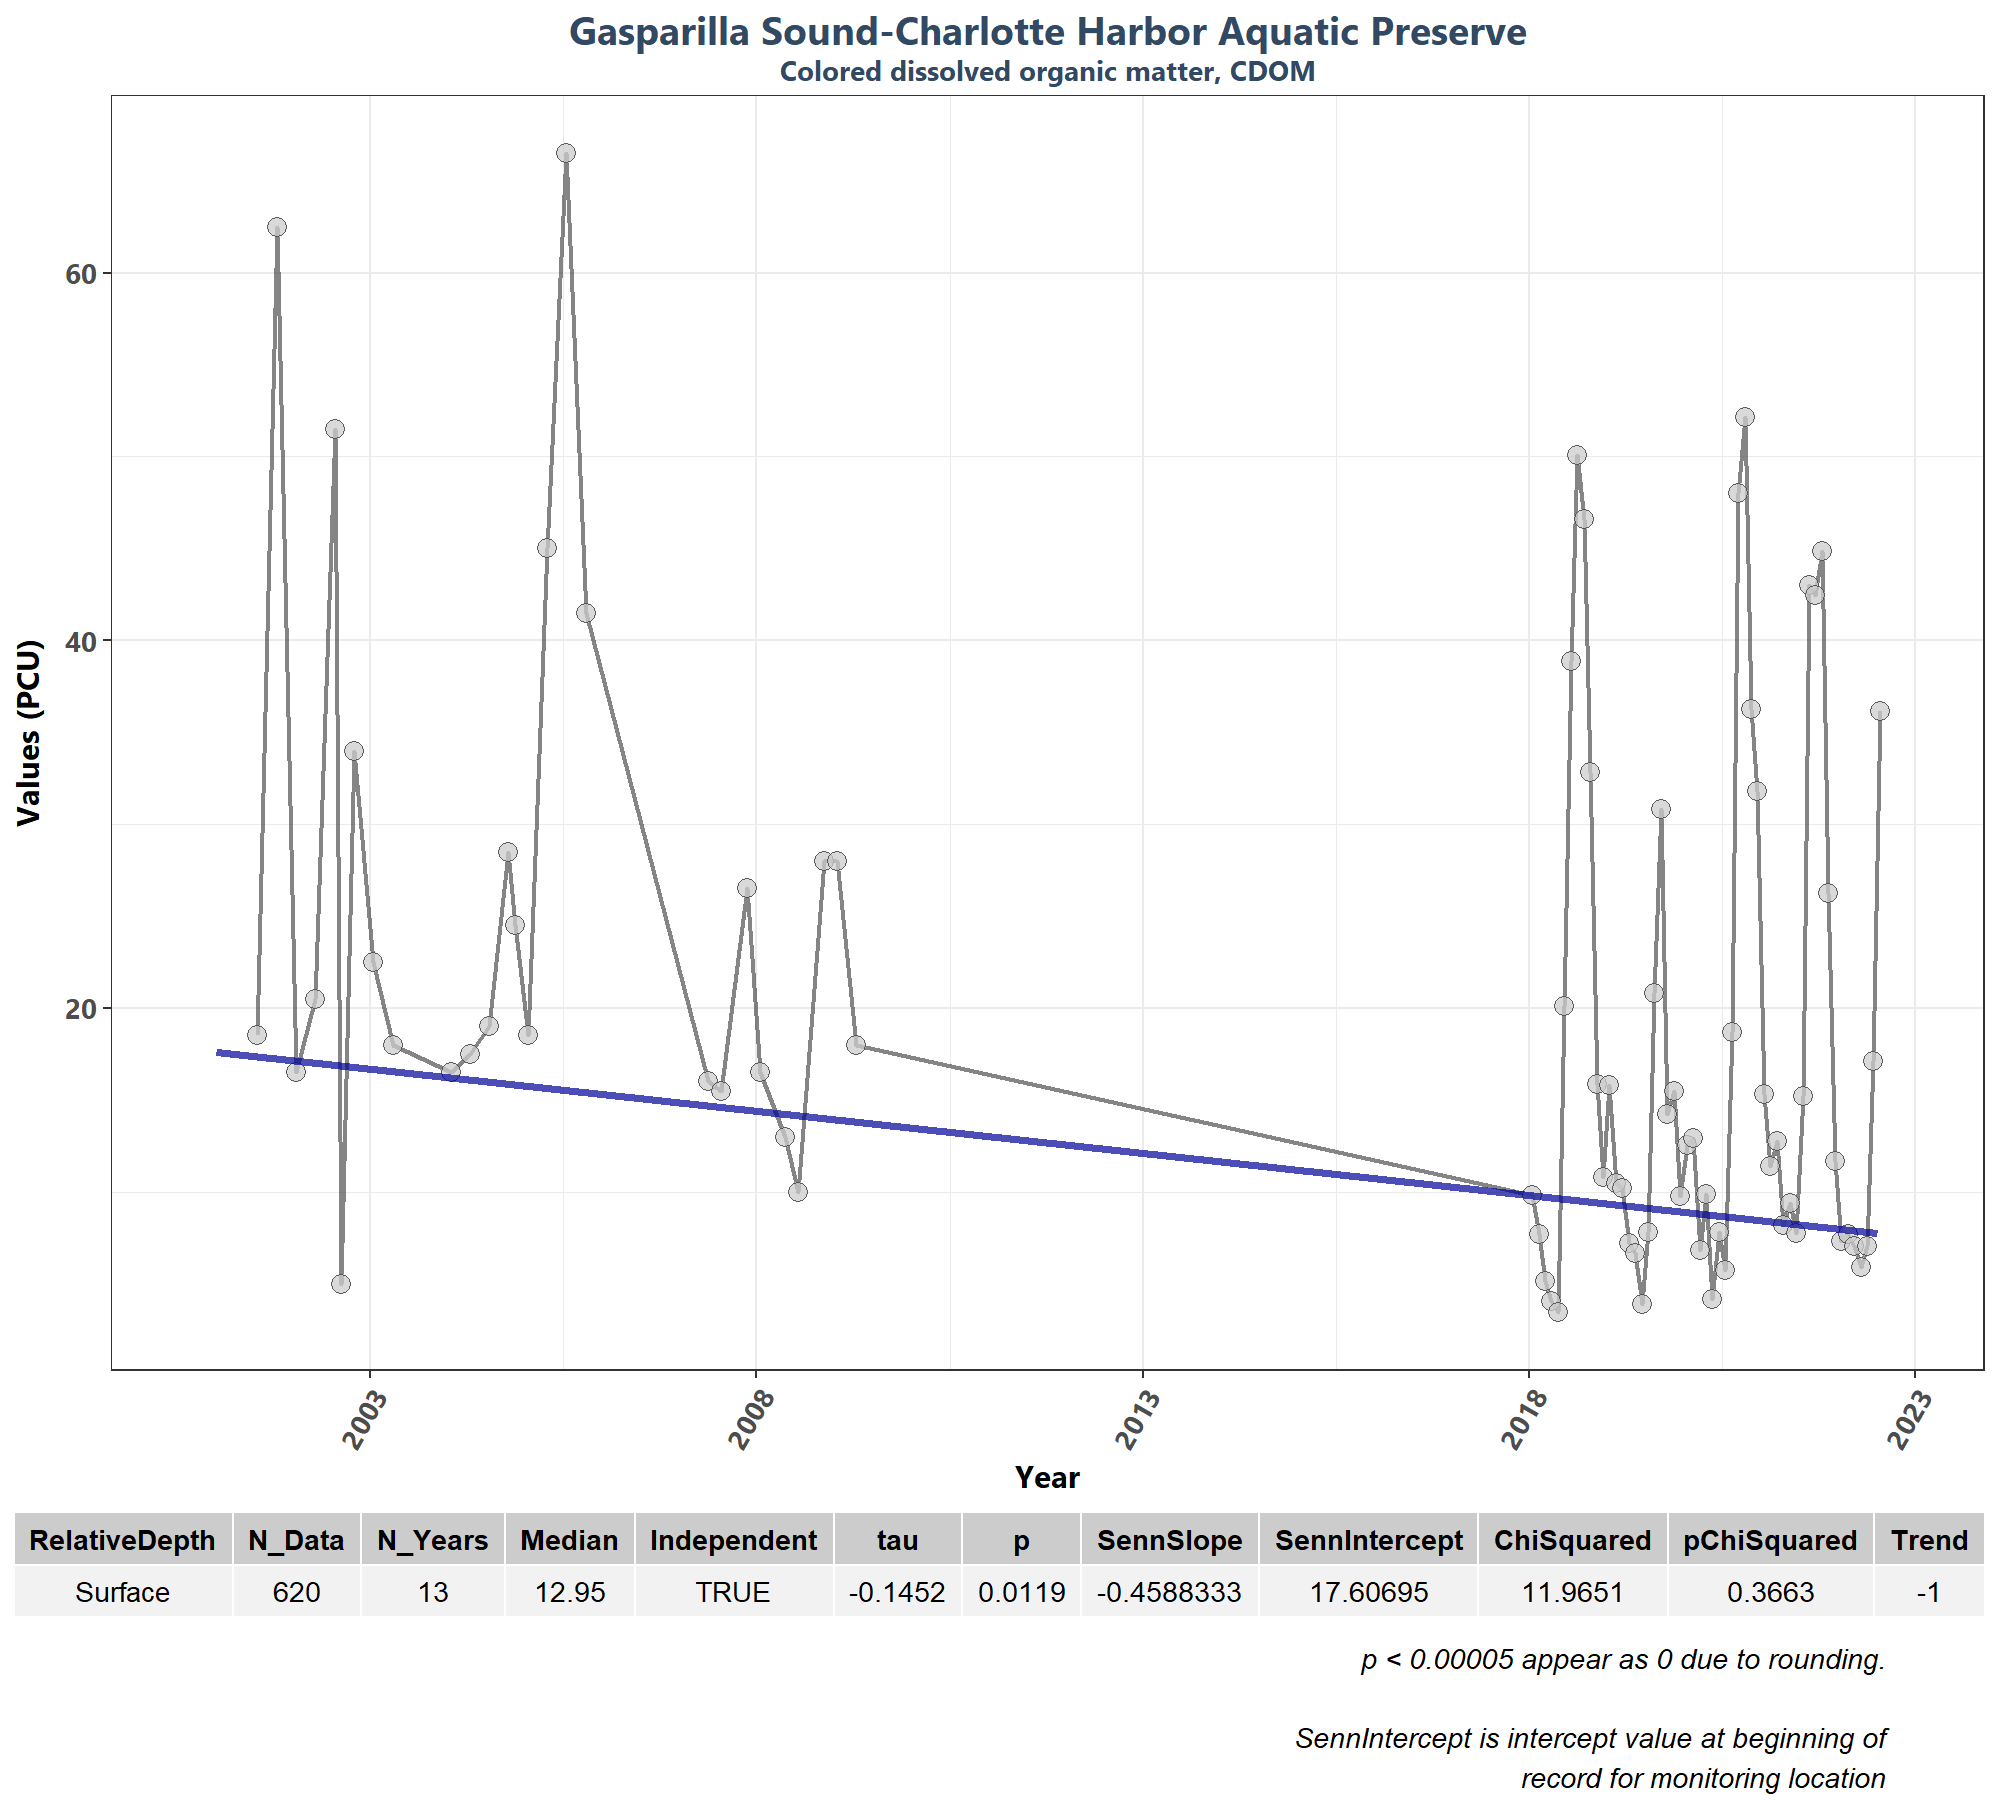 Gasparilla Sound-Charlotte Harbor Aquatic Preserve
Colored dissolved organic matter, CDOM
Values (PCU)
60
40
20
2003
2008
2013
2018
2023
Year
RelativeDepth N_Data N_Years Median Independent tau p SennSlope SennIntercept ChiSquared pChiSquared Trend
Surface 620 13 12.95 TRUE -0.1452 0.0119 -0.4588333 17.60695 11.9651 0.3663 -1
p < 0.00005 appear as 0 due to rounding.
SennIntercept is intercept value at beginning of
record for monitoring location